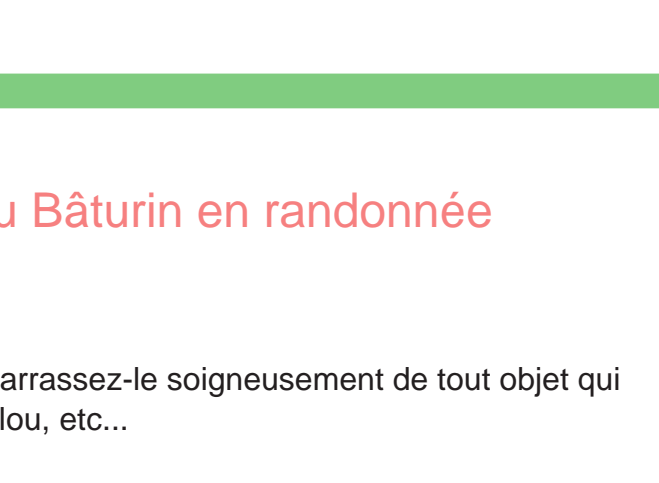 u Bâturin en randonnée
arrassez-le soigneusement de tout objet qui
lou, etc...